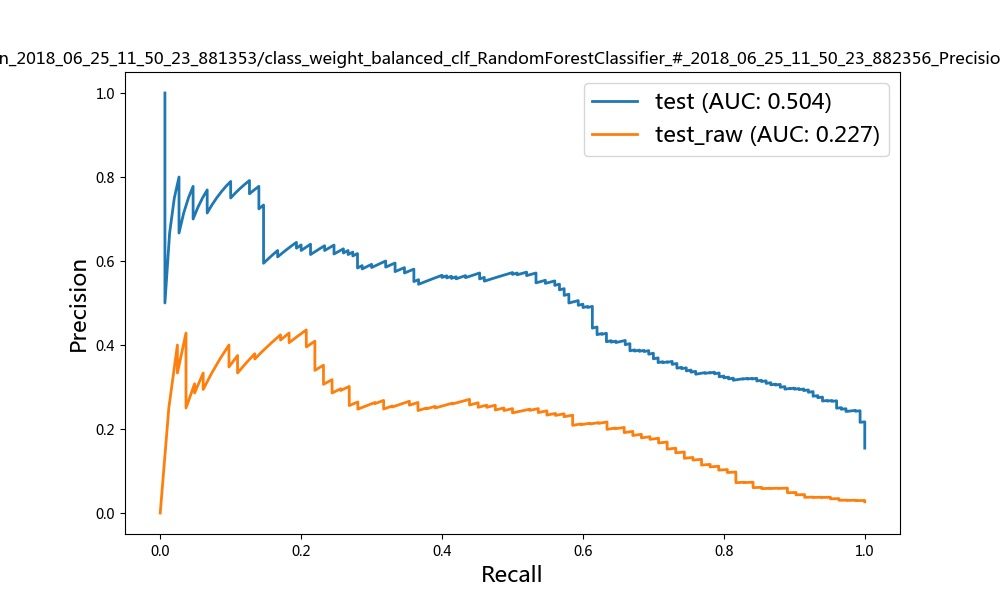 n_2018_06_25_11_50_23_881353/class_weight_balanced_clf_RandomForestClassifier_#_2018_06_25_11_50_23_882356_Precisio
test (AUC: 0.504)
test_raw (AUC: 0.227)
1.0
0.8
0.6
0.4
0.2
0.0
Precision
0.0 0.2 0.4 0.6 0.8 1.0
Recall